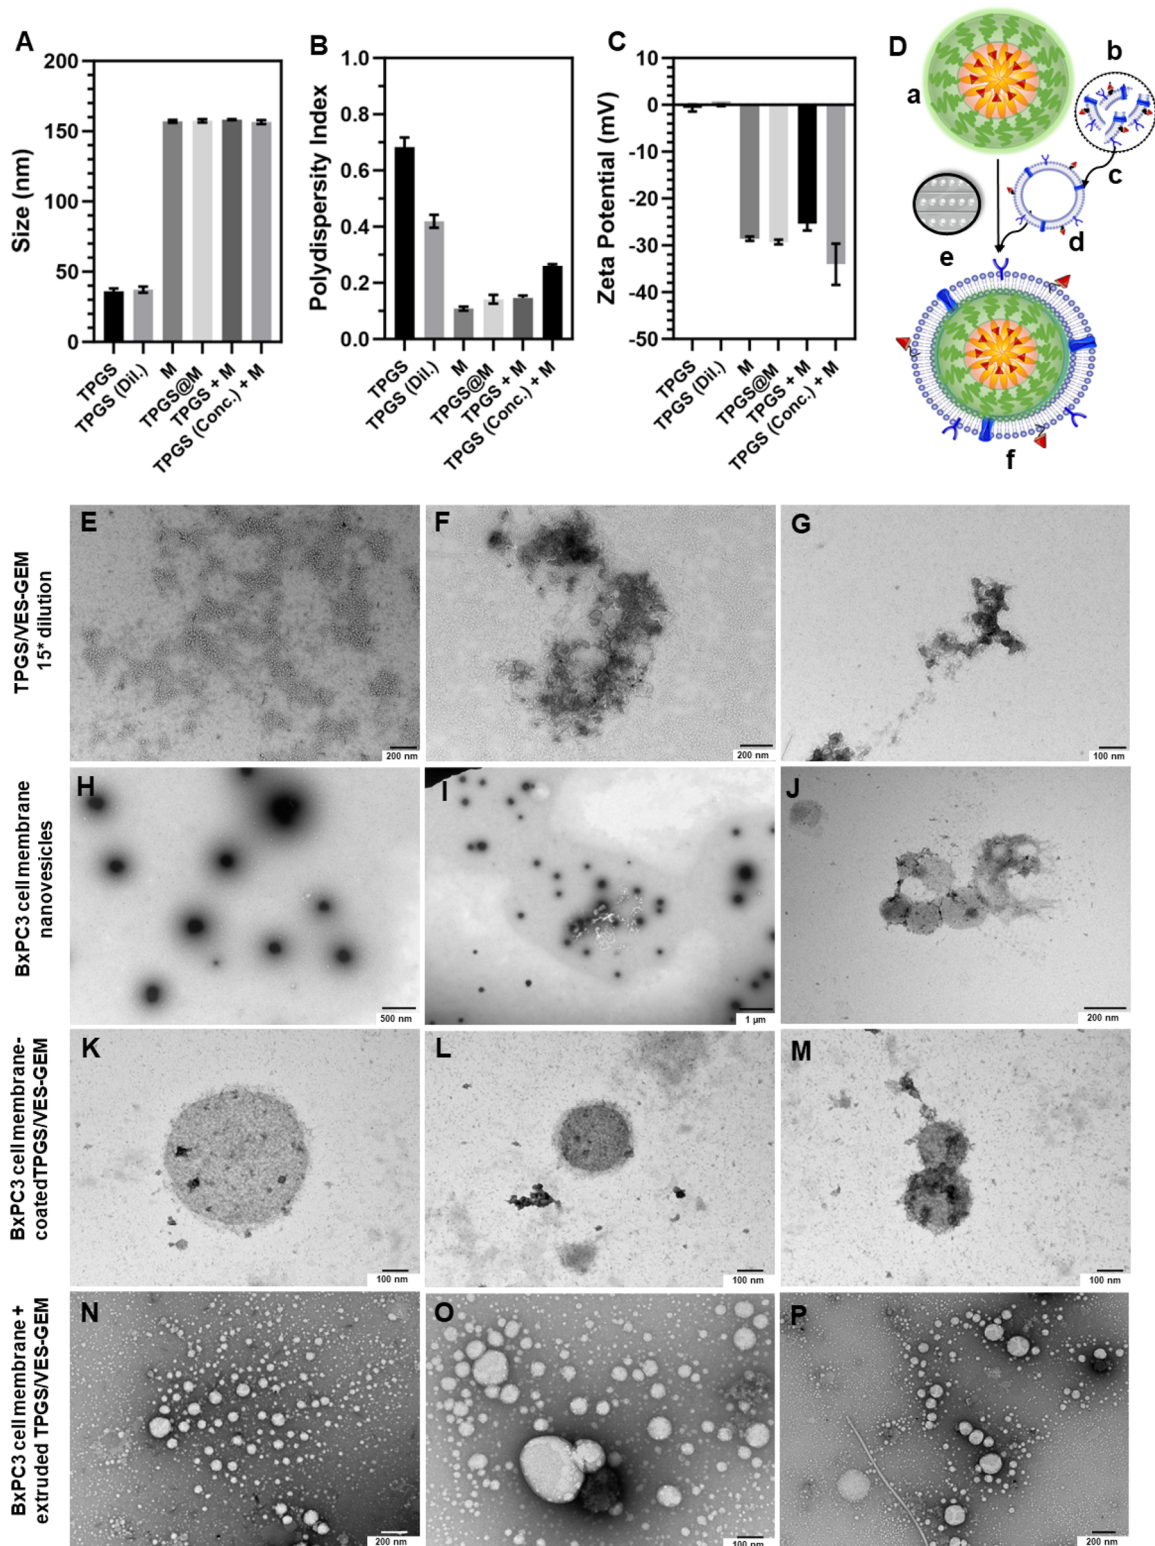 A
200
150
100
50
0
Size (nm)
TPGS
TPGS (Dil.)
M
TPGS@M
TPGS + M
TPGS (Conc.) + M
B
1.0
0.8
0.6
0.4
0.2
0.0
Polydispersity Index
TPGS
TPGS (Dil.)
M
TPGS@M
TPGS + M
TPGS (Conc.) + M
C
10
0
-10
-20
-30
-40
-50
Zeta Potential (mV)
TPGS
TPGS (Dil.)
M
TPGS@M
TPGS + M
TPGS (Conc.) + M
D
a
b
c
d
e
f
TPGS/VES-GEM
15* dilution
E
200 nm
F
200 nm
G
100 nm
BxPC3 cell membrane
nanovesicles
H
500 nm
I
1 µm
J
200 nm
BxPC3 cell membrane-
coatedTPGS/VES-GEM
K
100 nm
L
100 nm
M
100 nm
BxPC3 cell membrane +
extruded TPGS/VES-GEM
N
200 nm
O
100 nm
P
200 nm